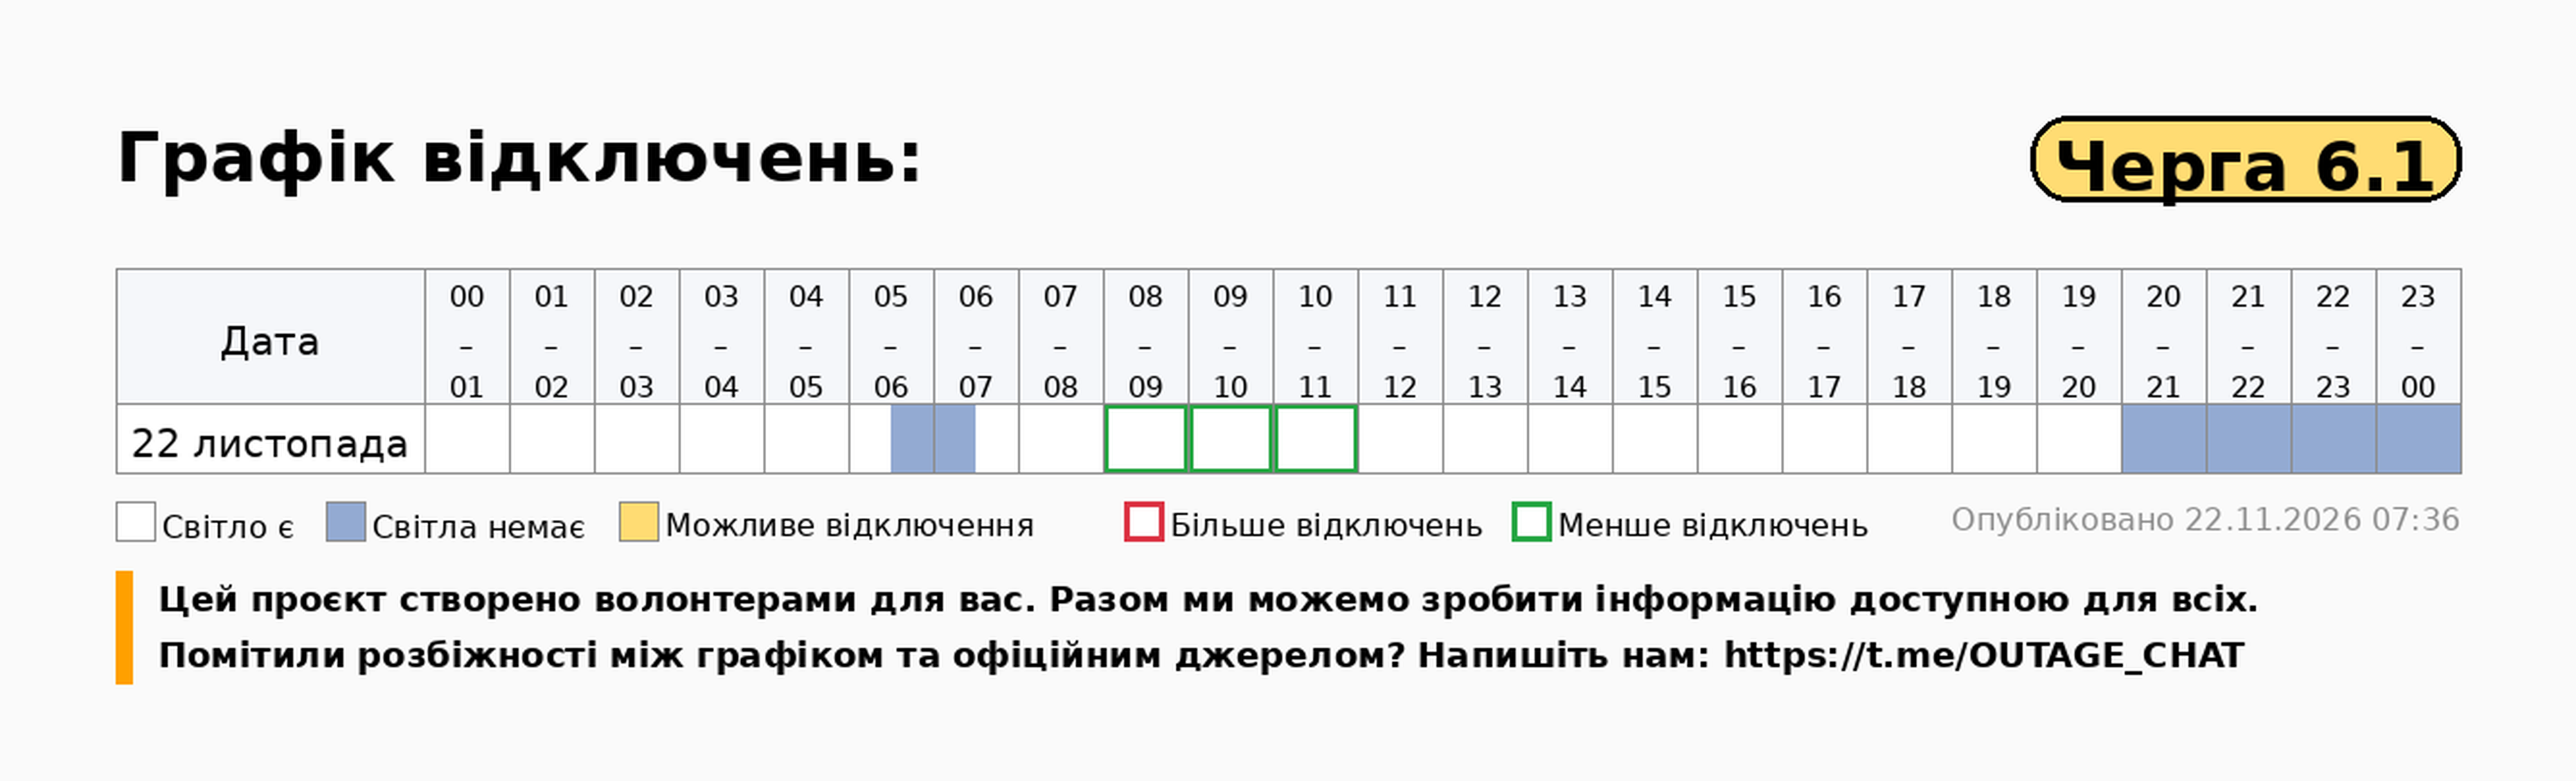 Графік відключень:
Черга 6.1
Дата
00 – 01
01 – 02
02 – 03
03 – 04
04 – 05
05 – 06
06 – 07
07 – 08
08 – 09
09 – 10
10 – 11
11 – 12
12 – 13
13 – 14
14 – 15
15 – 16
16 – 17
17 – 18
18 – 19
19 – 20
20 – 21
21 – 22
22 – 23
23 – 00
22 листопада
Світло є
Світла немає
Можливе відключення
Більше відключень
Менше відключень
Опубліковано 22.11.2026 07:36
Цей проєкт створено волонтерами для вас. Разом ми можемо зробити інформацію доступною для всіх.
Помітили розбіжності між графіком та офіційним джерелом? Напишіть нам: https://t.me/OUTAGE_CHAT